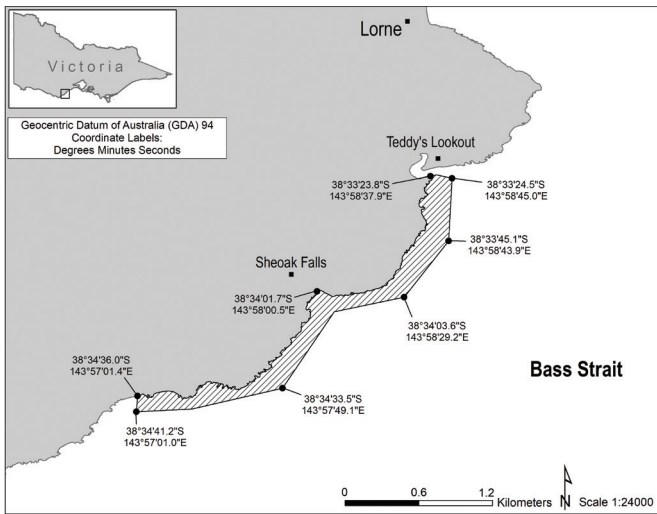 Lorne
Victoria
Geocentric Datum of Australia (GDA) 94
Coordinate Labels:
Degrees Minutes Seconds
Teddy's Lookout
38°33'23.8"S
143°58'37.9"E
38°33'24.5"S
143°58'45.0"E
38°33'45.1"S
143°58'43.9"E
Sheoak Falls
38°34'01.7"S
143°58'00.5"E
38°34'03.6"S
143°58'29.2"E
Bass Strait
38°34'36.0"S
143°57'01.4"E
38°34'33.5"S
143°57'49.1"E
38°34'41.2"S
143°57'01.0"E
0 0.6 1.2
Kilometers N Scale 1:24000